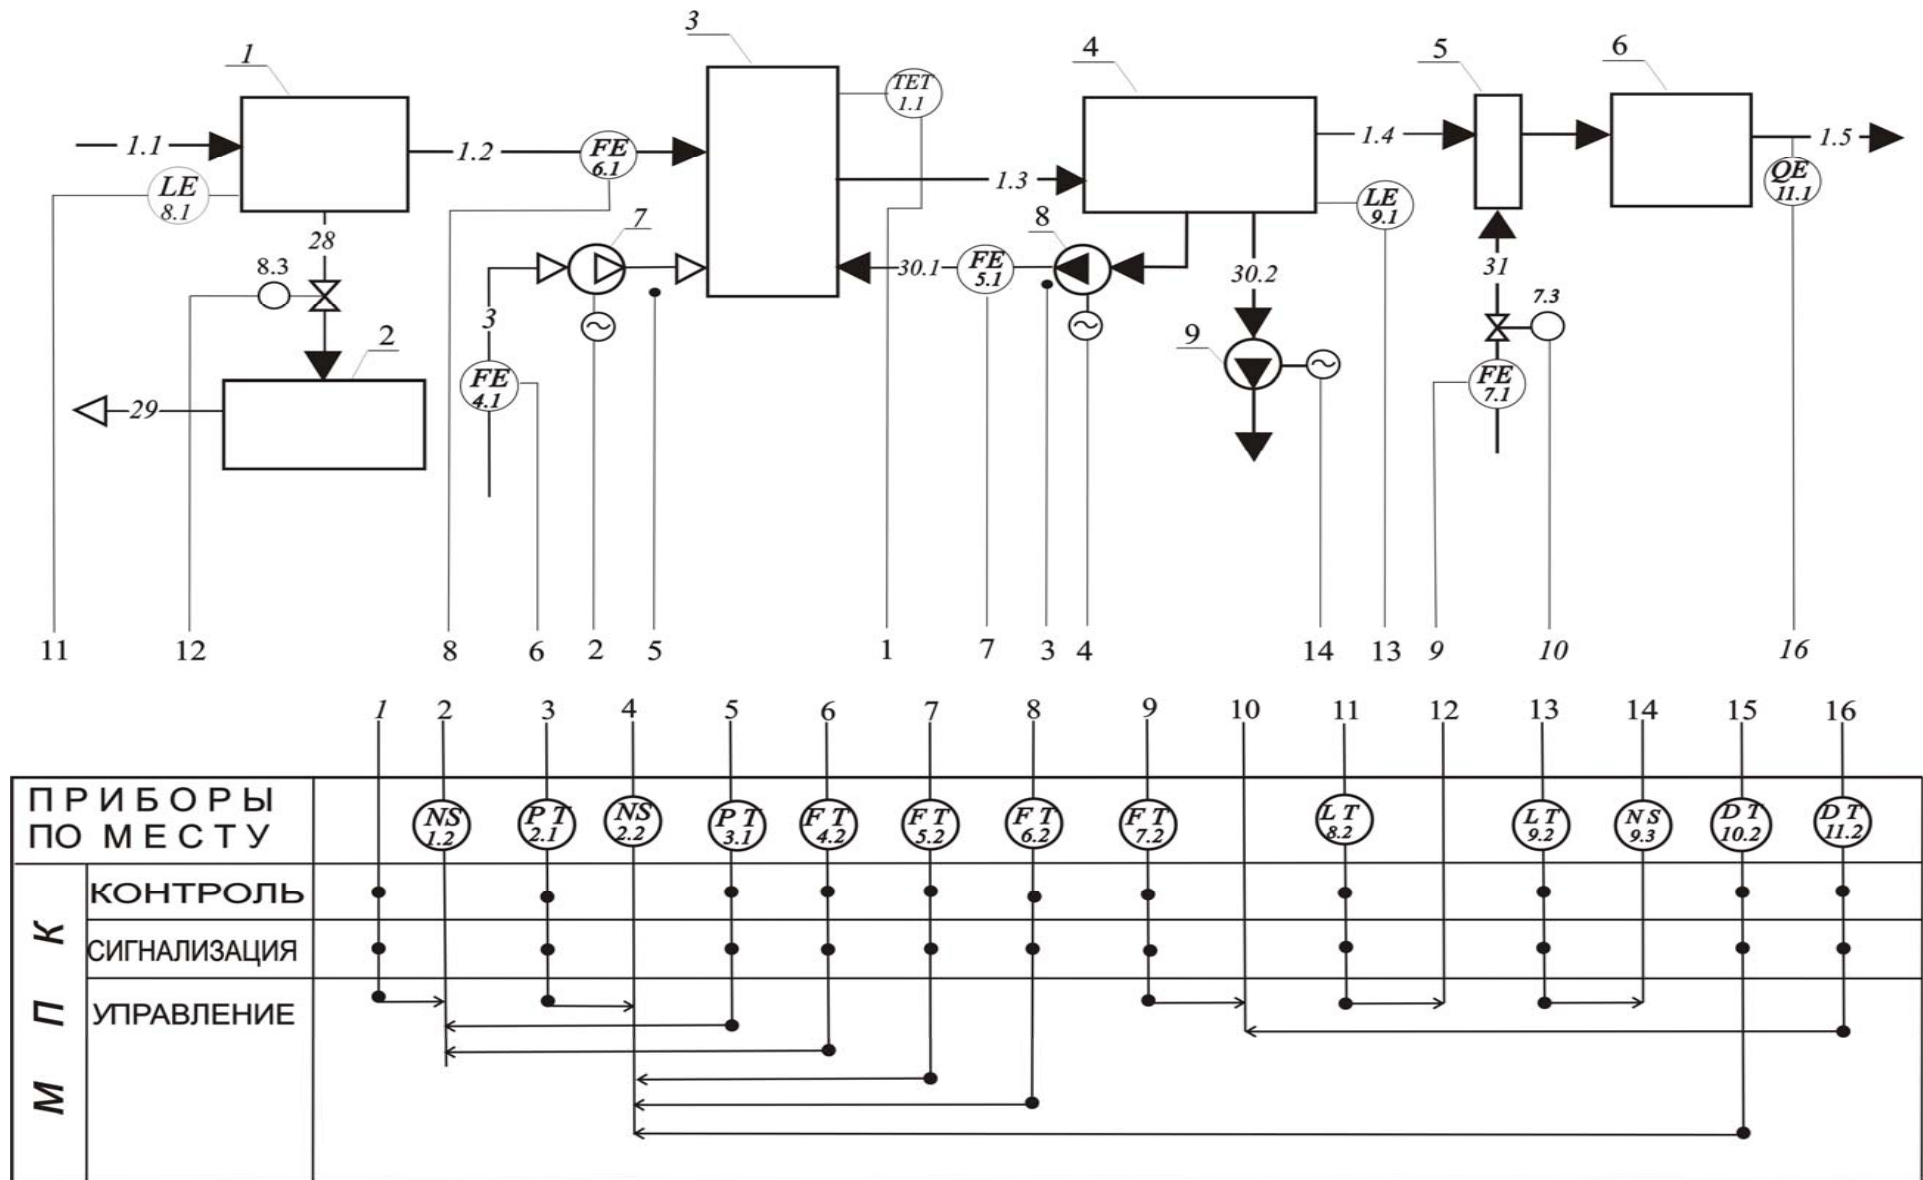 1
3
4
5
6
TET
1.1
1.1
1.2
FE
6.1
1.3
1.4
1.5
LE
8.1
QE
11.1
LE
9.1
28
7
8
8.3
30.1
FE
5.1
30.2
31
3
7.3
2
9
FE
4.1
FE
7.1
29
11 12 8 6 2 5 1 7 3 4 14 13 9 10 16
1 2 3 4 5 6 7 8 9 10 11 12 13 14 15 16
ПРИБОРЫ
ПО МЕСТУ
NS
1.2
PT
2.1
NS
2.2
PT
3.1
FT
4.2
FT
5.2
FT
6.2
FT
7.2
LT
8.2
LT
9.2
NS
9.3
DT
10.2
DT
11.2
М П К
КОНТРОЛЬ
СИГНАЛИЗАЦИЯ
УПРАВЛЕНИЕ